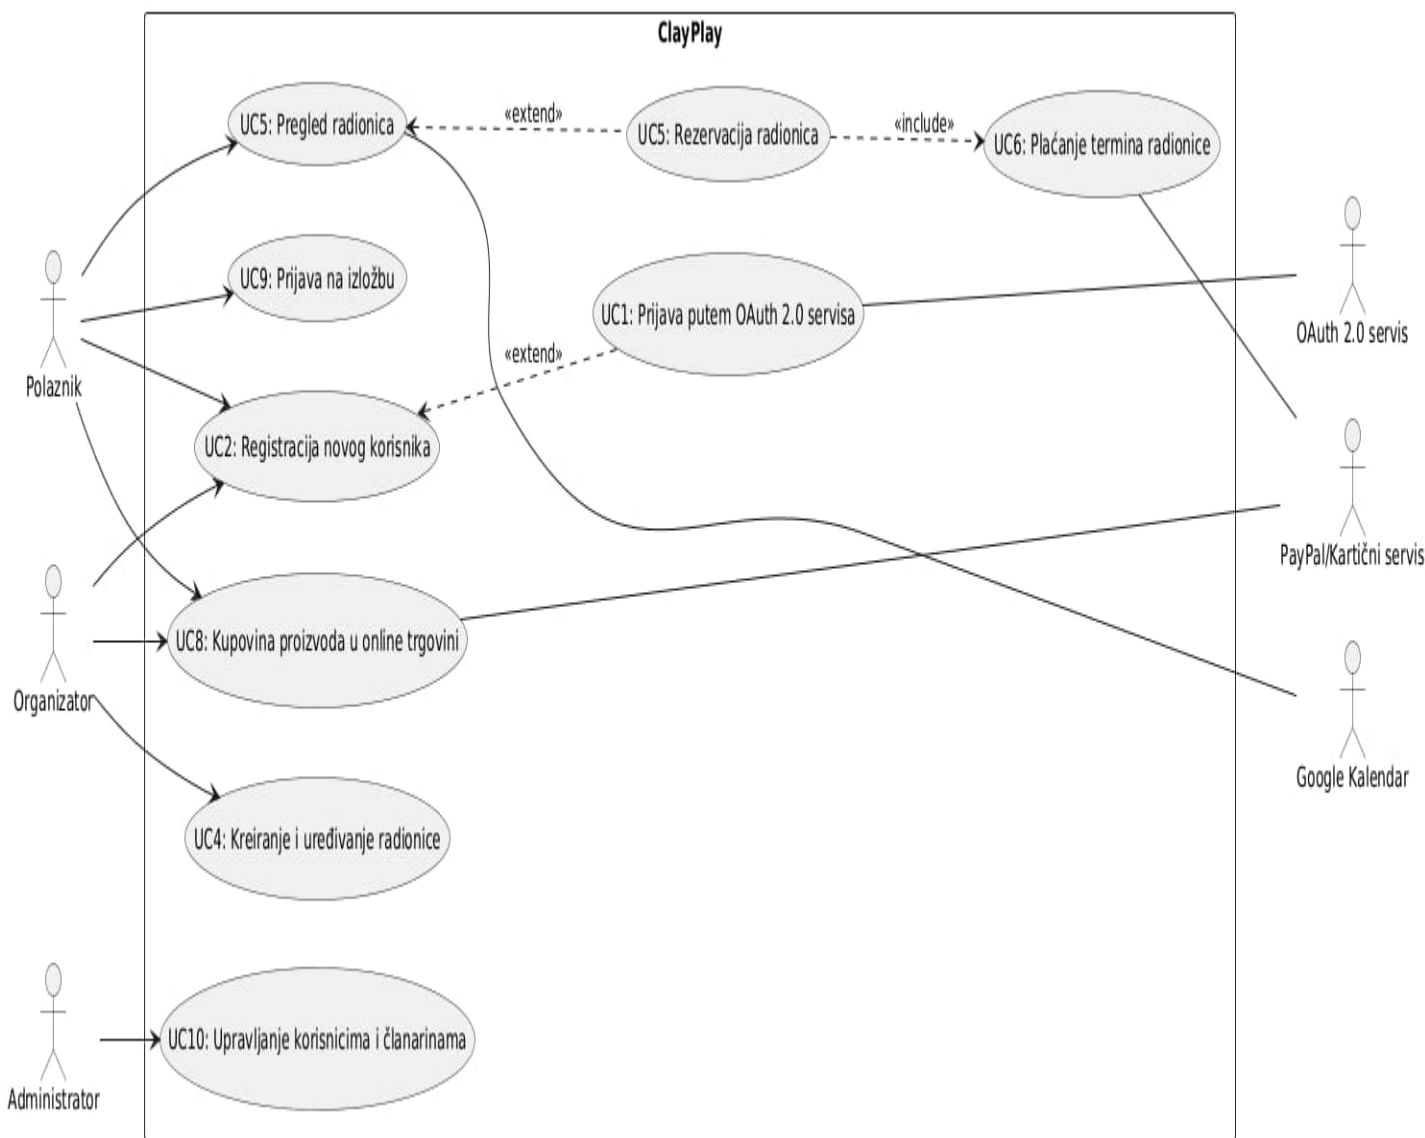 ClayPlay
UC5: Pregled radionica
«extend»
UC5: Rezervacija radionica
«include»
UC6: Plaćanje termina radionice
UC9: Prijava na izložbu
UC1: Prijava putem OAuth 2.0 servisa
OAuth 2.0 servis
«extend»
Polaznik
UC2: Registracija novog korisnika
PayPal/Kartični servis
UC8: Kupovina proizvoda u online trgovini
Organizator
Google Kalendar
UC4: Kreiranje i uređivanje radionice
UC10: Upravljanje korisnicima i članarinama
Administrator